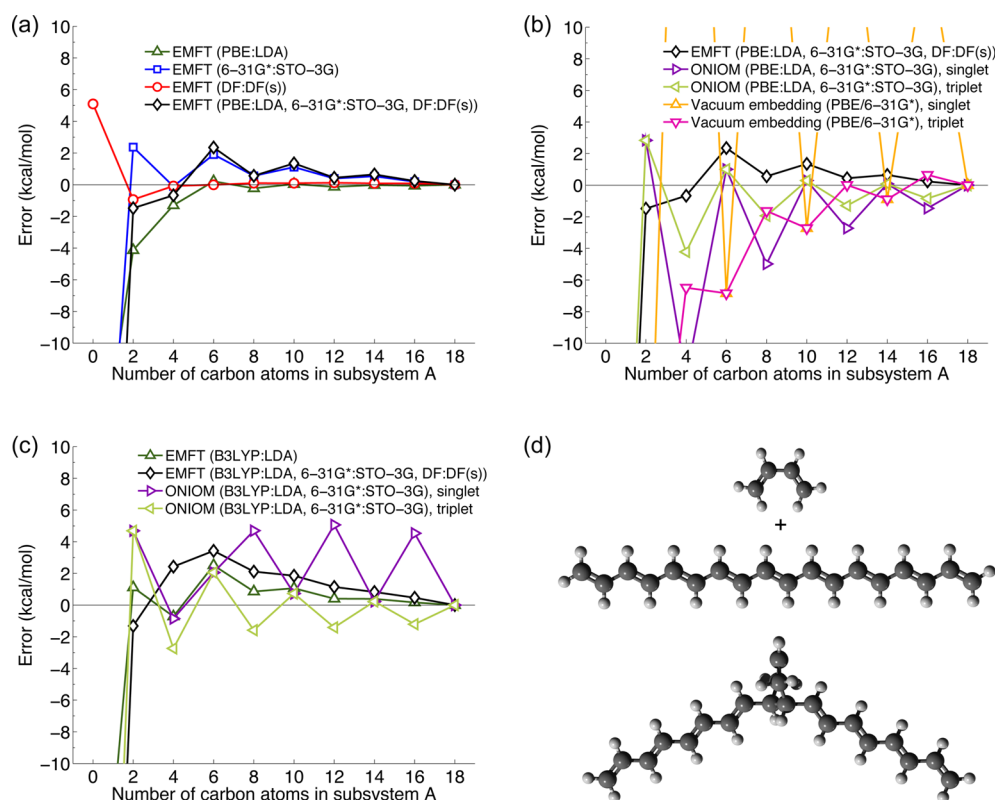 (a)
10
8
6
4
2
0
−2
−4
−6
−8
−10
Error (kcal/mol)
EMFT (PBE:LDA)
EMFT (6−31G*:STO−3G)
EMFT (DF:DF(s))
EMFT (PBE:LDA, 6−31G*:STO−3G, DF:DF(s))
0 2 4 6 8 10 12 14 16 18
Number of carbon atoms in subsystem A
(b)
10
8
6
4
2
0
−2
−4
−6
−8
−10
Error (kcal/mol)
EMFT (PBE:LDA, 6−31G*:STO−3G, DF:DF(s))
ONIOM (PBE:LDA, 6−31G*:STO−3G), singlet
ONIOM (PBE:LDA, 6−31G*:STO−3G), triplet
Vacuum embedding (PBE/6−31G*), singlet
Vacuum embedding (PBE/6−31G*), triplet
0 2 4 6 8 10 12 14 16 18
Number of carbon atoms in subsystem A
(c)
10
8
6
4
2
0
−2
−4
−6
−8
−10
Error (kcal/mol)
EMFT (B3LYP:LDA)
EMFT (B3LYP:LDA, 6−31G*:STO−3G, DF:DF(s))
ONIOM (B3LYP:LDA, 6−31G*:STO−3G), singlet
ONIOM (B3LYP:LDA, 6−31G*:STO−3G), triplet
0 2 4 6 8 10 12 14 16 18
Number of carbon atoms in subsystem A
(d)
+